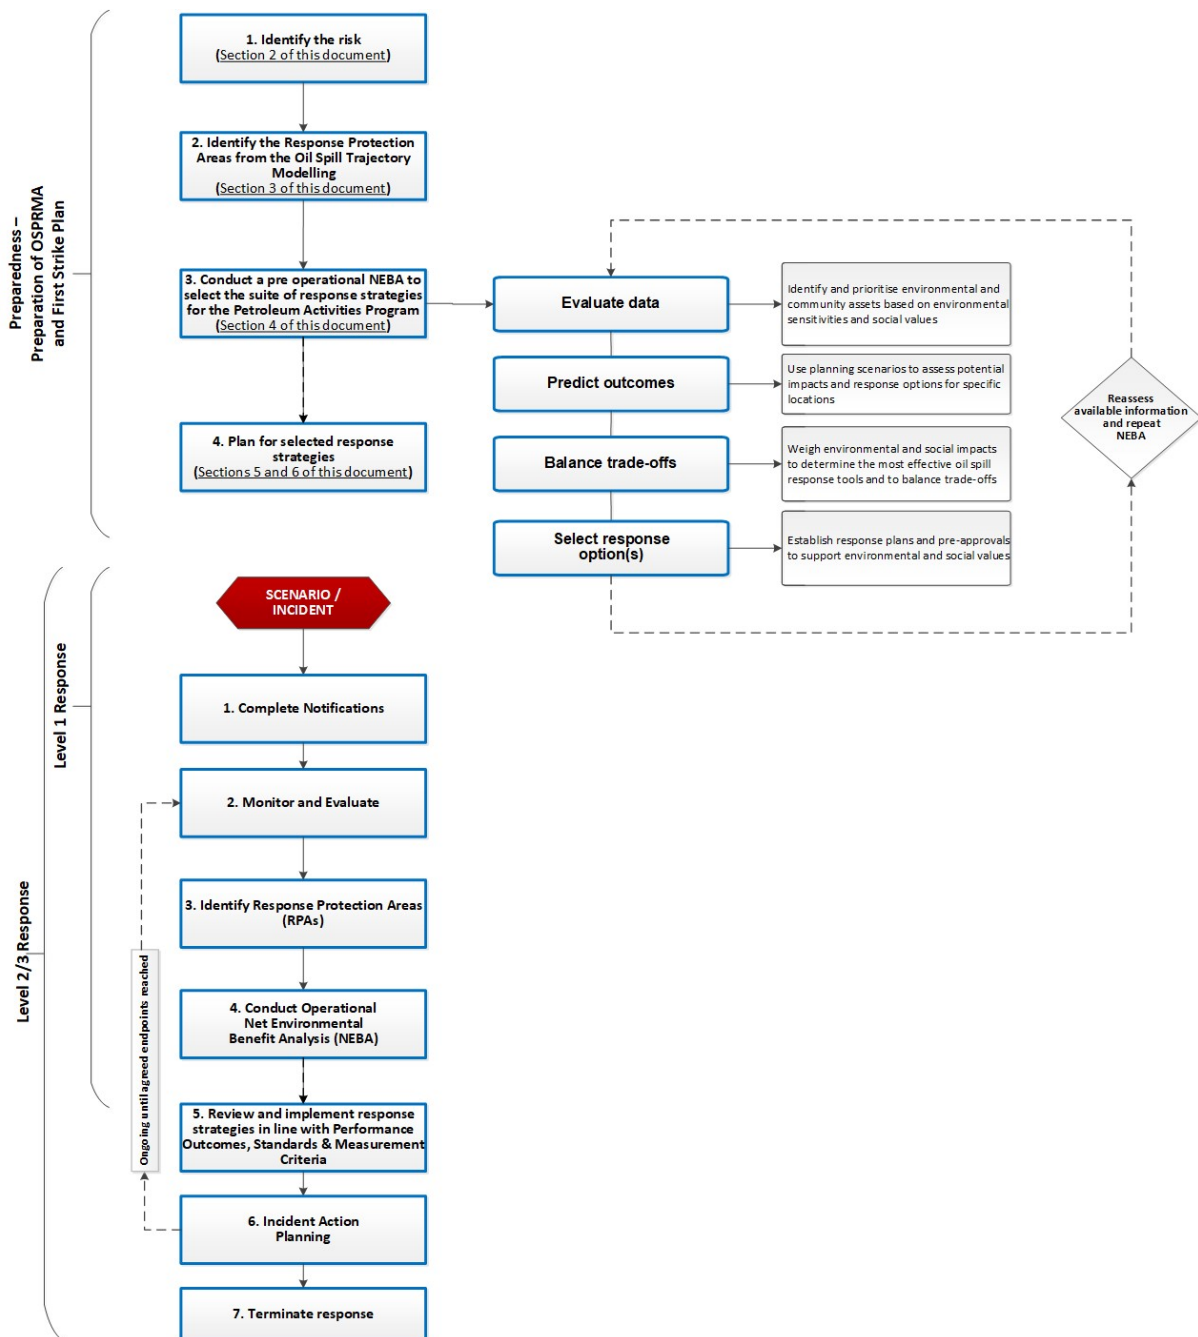 Preparedness –
Preparation of OSPRMA
and First Strike Plan
1. Identify the risk
(Section 2 of this document)
2. Identify the Response Protection
Areas from the Oil Spill Trajectory
Modelling
(Section 3 of this document)
3. Conduct a pre operational NEBA to
select the suite of response strategies
for the Petroleum Activities Program
(Section 4 of this document)
4. Plan for selected response
strategies
(Sections 5 and 6 of this document)
Evaluate data
Identify and prioritise environmental and
community assets based on environmental
sensitivities and social values
Predict outcomes
Use planning scenarios to assess potential
impacts and response options for specific
locations
Balance trade-offs
Weigh environmental and social impacts
to determine the most effective oil spill
response tools and to balance trade-offs
Select response
option(s)
Establish response plans and pre-approvals
to support environmental and social values
Reassess
available information
and repeat
NEBA
Level 2/3 Response
Level 1 Response
SCENARIO /
INCIDENT
1. Complete Notifications
2. Monitor and Evaluate
3. Identify Response Protection Areas
(RPAs)
4. Conduct Operational
Net Environmental
Benefit Analysis (NEBA)
5. Review and implement response
strategies in line with Performance
Outcomes, Standards & Measurement
Criteria
Ongoing until agreed endpoints reached
6. Incident Action
Planning
7. Terminate response